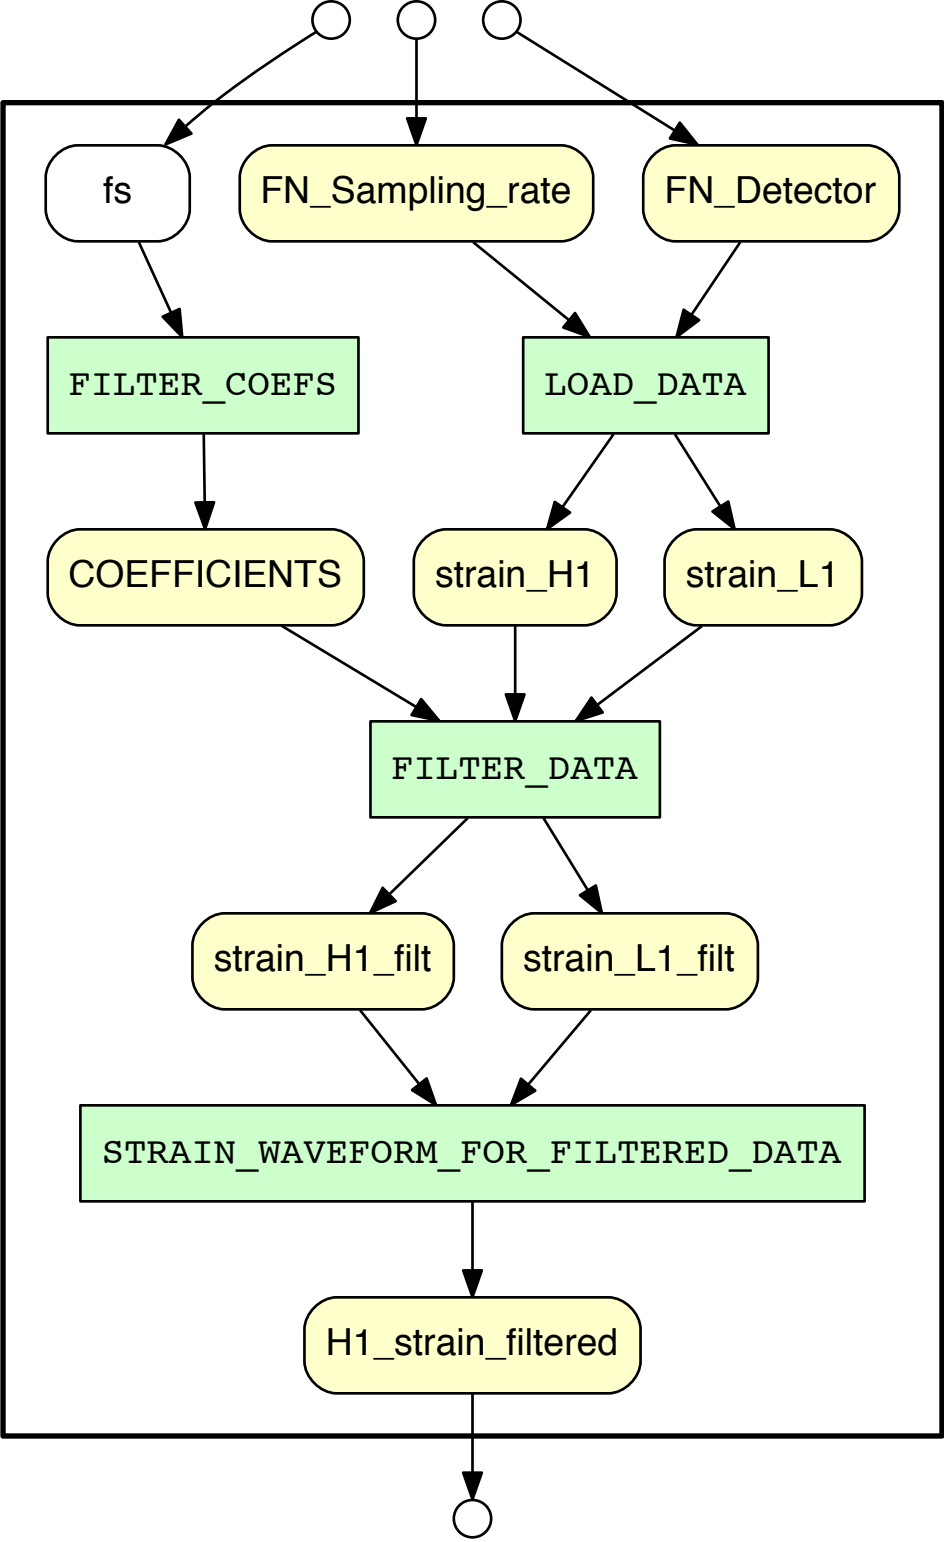 fs
FN_Sampling_rate
FN_Detector
FILTER_COEFS
LOAD_DATA
COEFFICIENTS
strain_H1
strain_L1
FILTER_DATA
strain_H1_filt
strain_L1_filt
STRAIN_WAVEFORM_FOR_FILTERED_DATA
H1_strain_filtered